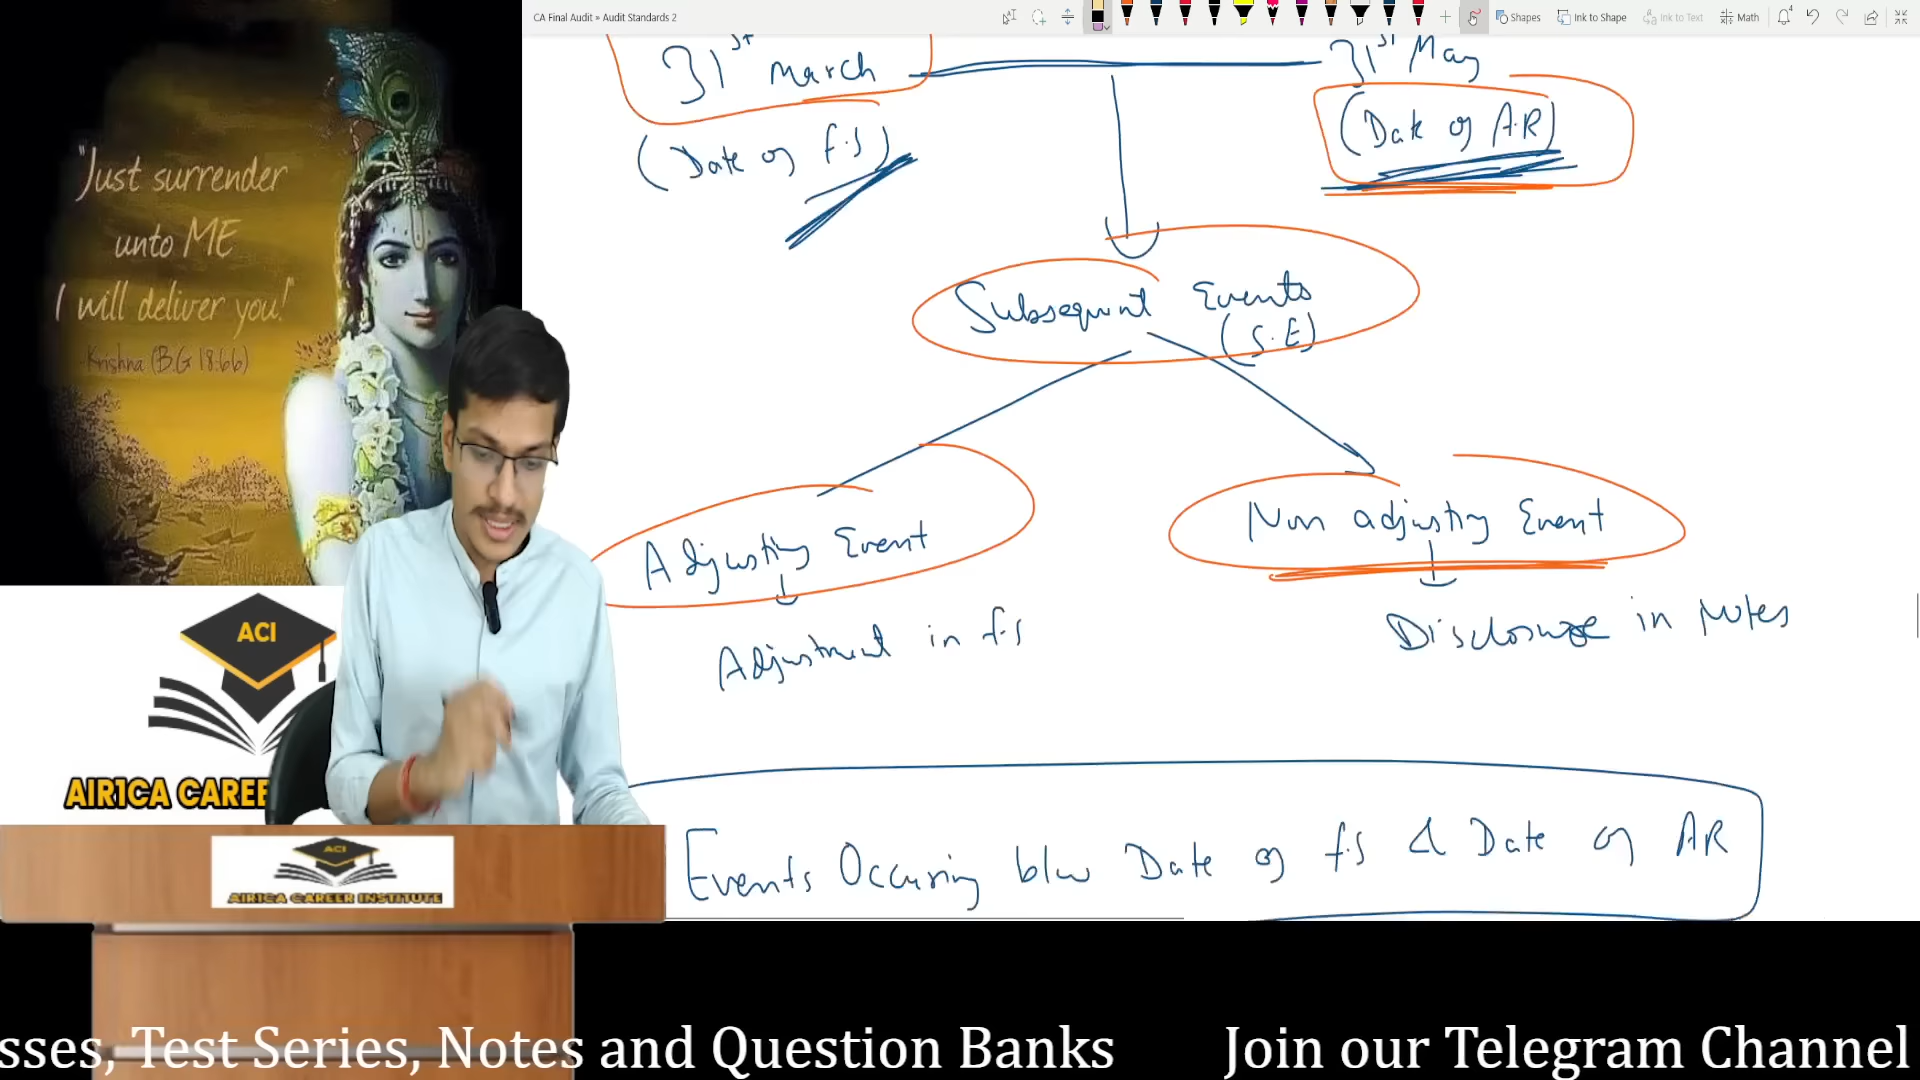 CA Final Audit » Audit Standards 2
Shapes
Ink to Shape
Ink to Text
Math
31st March
31st May
(Date of f.s)
(Date of A.R)
Subsequent Events
(S.E)
Adjusting Event
Non adjusting Event
Adjustment in f.s
Disclosure in Notes
Events Occuring b/w Date of f.s & Date of AR
"Just surrender
unto ME
I will deliver you!"
-Krishna (B.G 18:66)
ACI
AIR1CA CAREE
ACI
AIR1CA CAREER INSTITUTE
sses, Test Series, Notes and Question Banks
Join our Telegram Channel